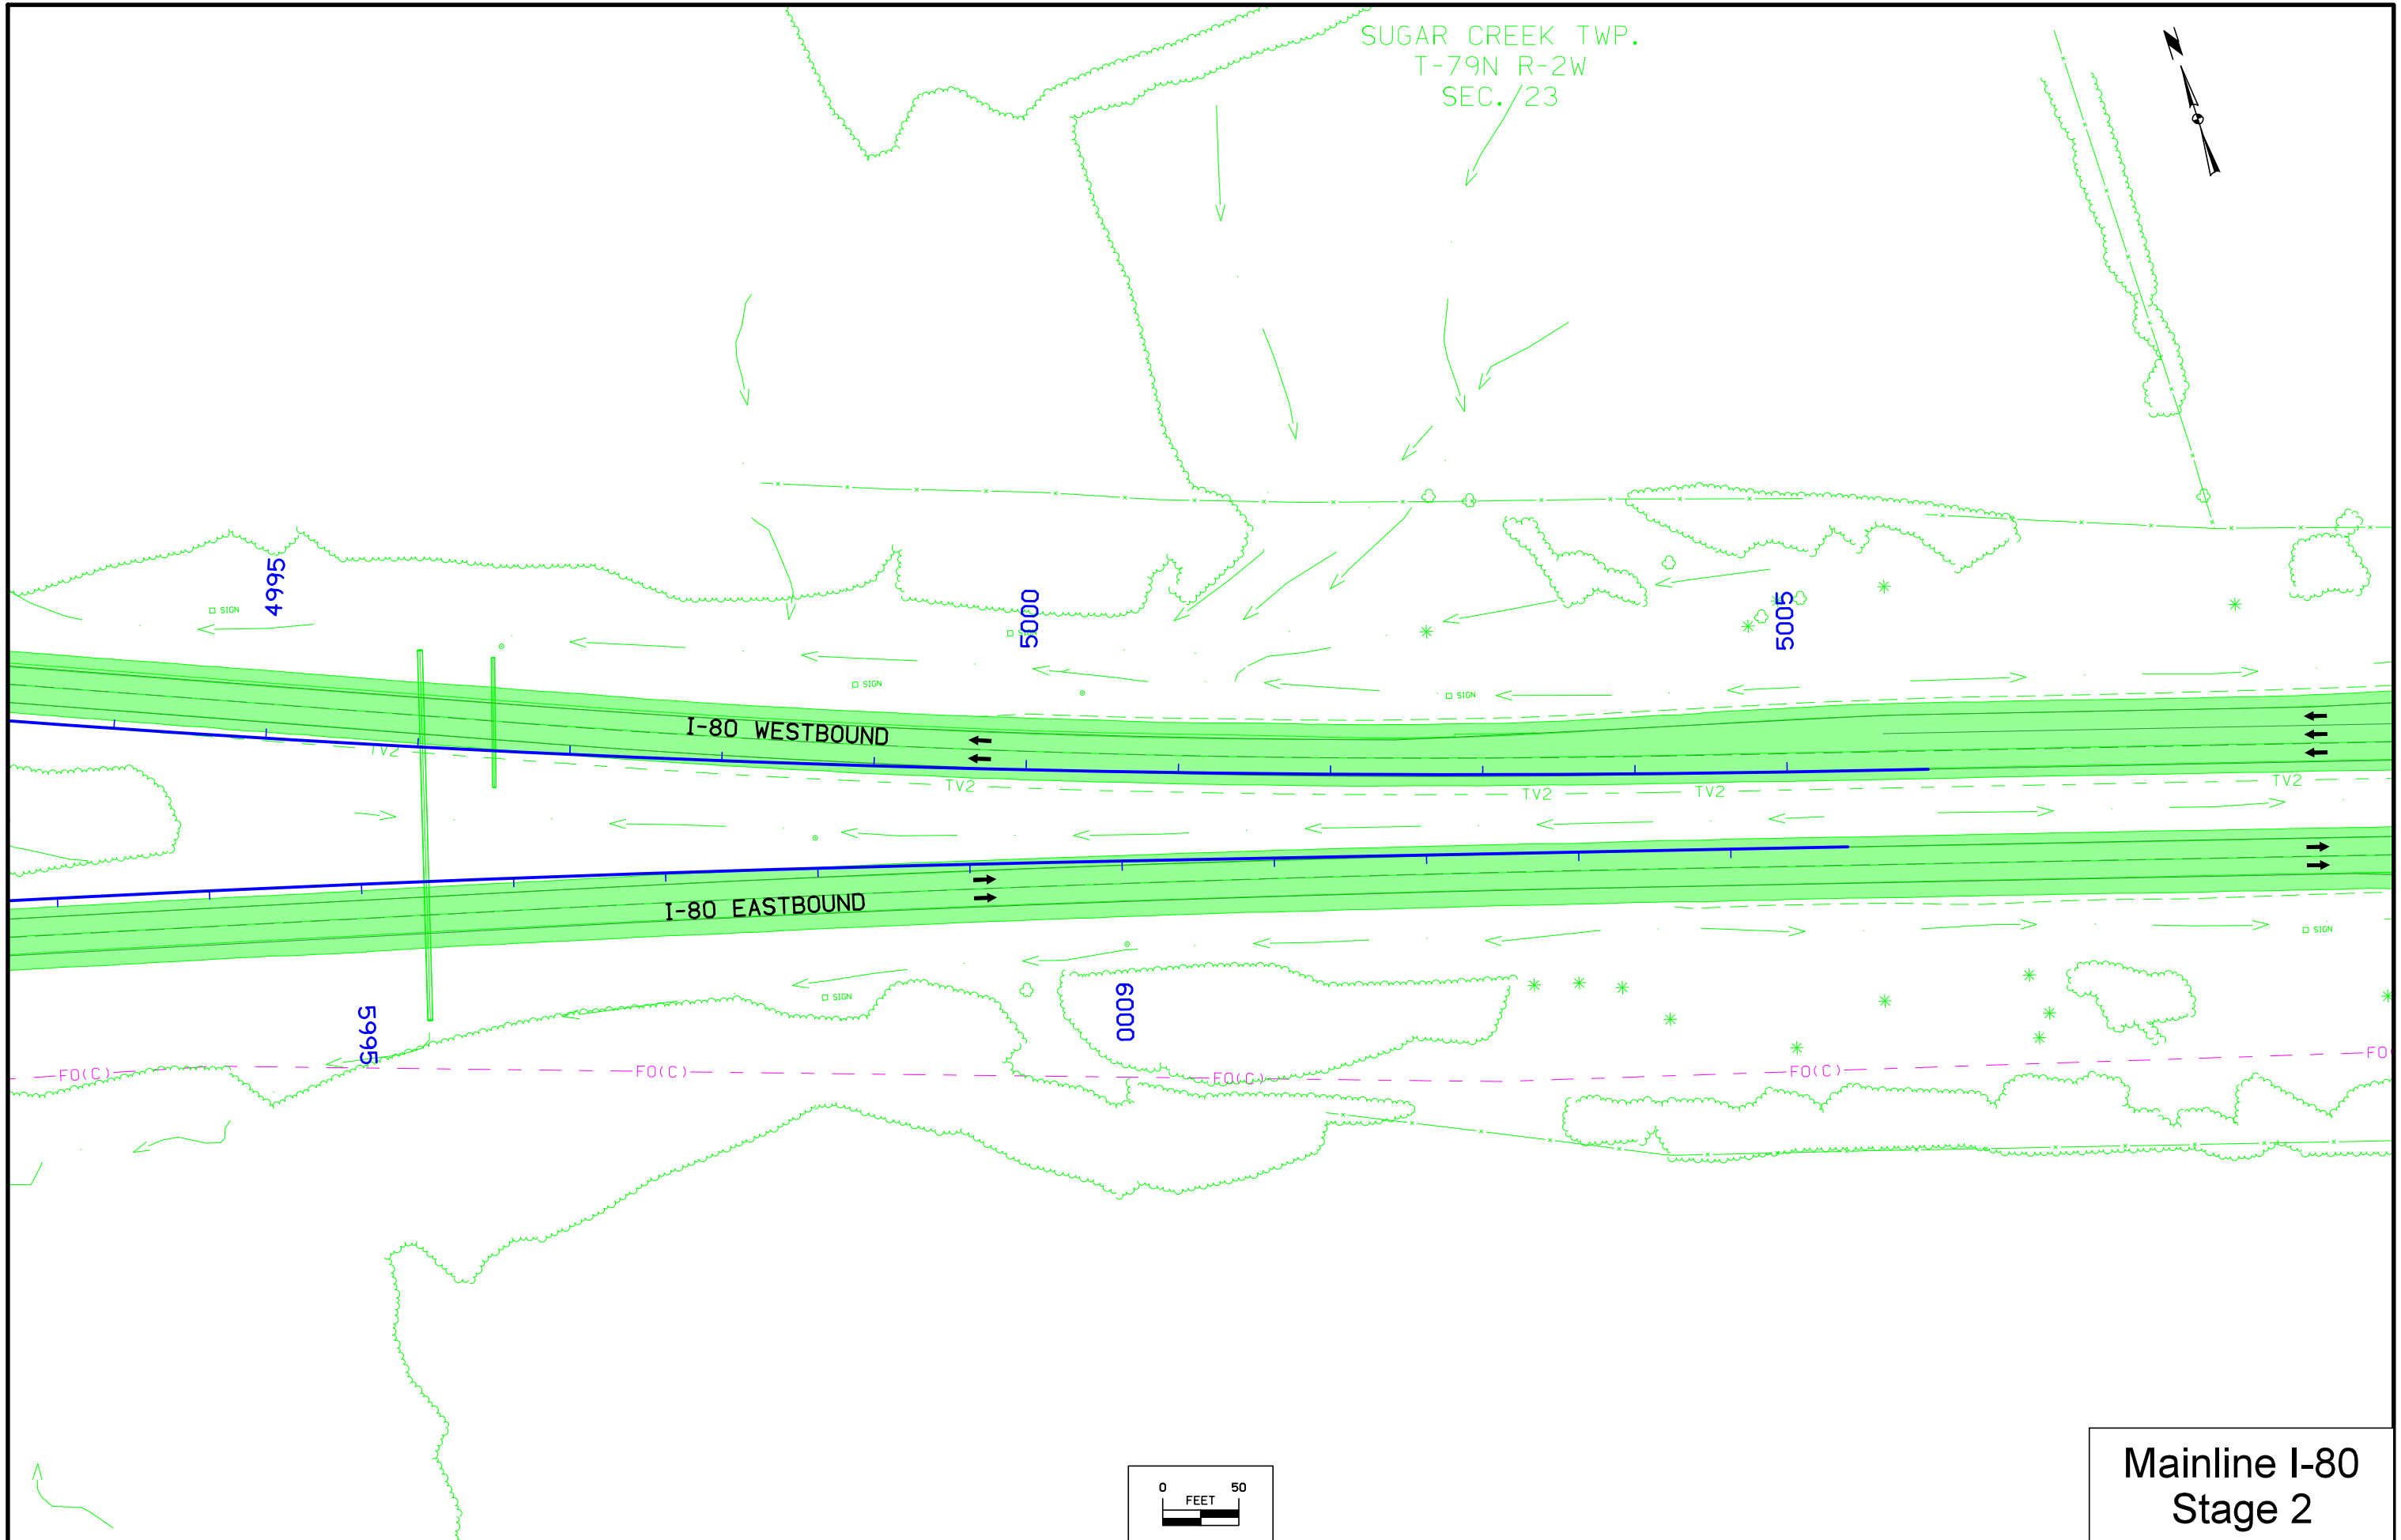 SUGAR CREEK TWP.
T-79N R-2W
SEC. 23
4995
5000
5005
SIGN
SIGN
SIGN
SIGN
I-80 WESTBOUND
TV2
TV2
TV2
TV2
TV2
I-80 EASTBOUND
SIGN
SIGN
5995
6000
FO(C)
FO(C)
FO(C)
FO(C)
FO(
0 50
FEET
Mainline I-80
Stage 2